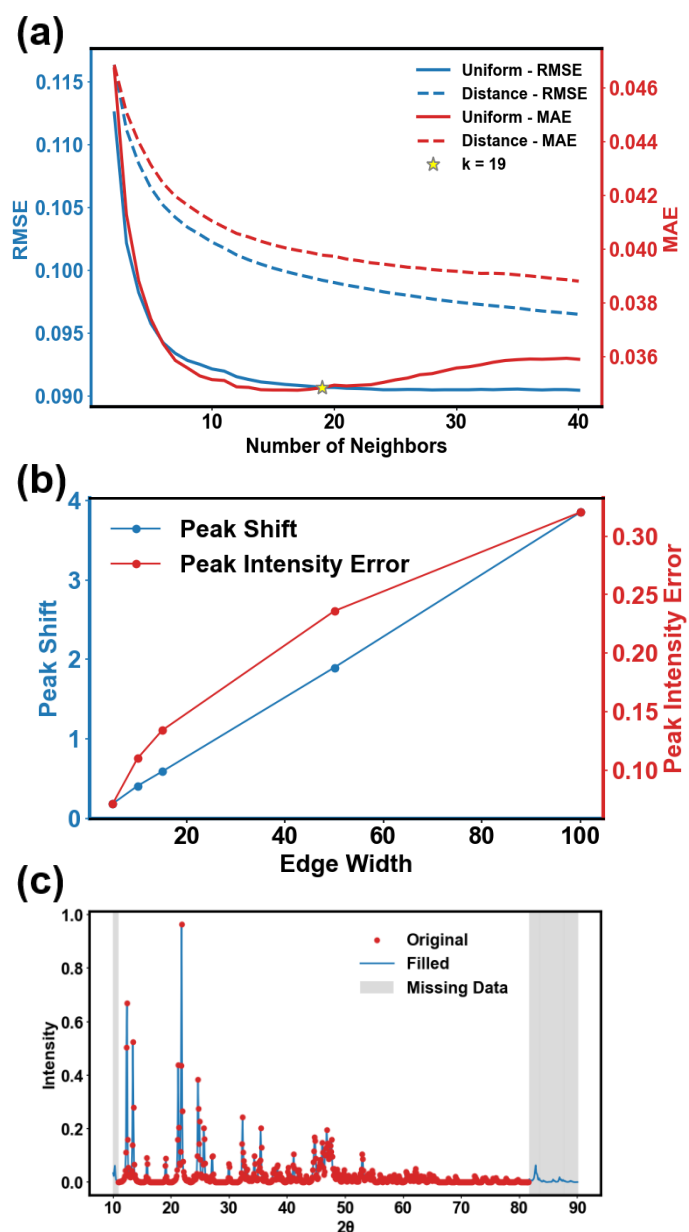 (a)
0.115
0.110
0.105
0.100
0.095
0.090
RMSE
Uniform - RMSE
Distance - RMSE
Uniform - MAE
Distance - MAE
k = 19
0.046
0.044
0.042
0.040
0.038
0.036
MAE
10
20
30
40
Number of Neighbors
(b)
4
3
2
1
0
Peak Shift
Peak Shift
Peak Intensity Error
0.30
0.25
0.20
0.15
0.10
Peak Intensity Error
20
40
60
80
100
Edge Width
(c)
1.0
0.8
0.6
0.4
0.2
0.0
Intensity
Original
Filled
Missing Data
10
20
30
40
50
60
70
80
90
2θ